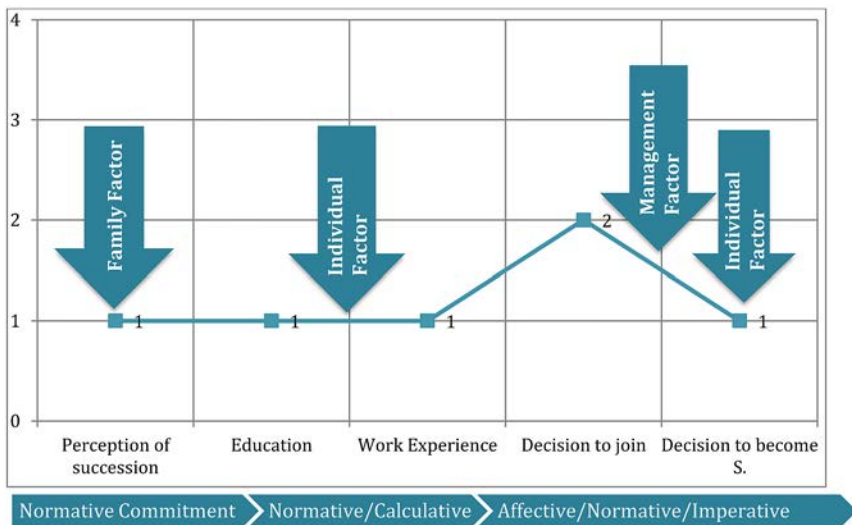 4
3
2
1
0
Family Factor
Individual
Factor
Management
Factor
Individual
Factor
1
1
1
2
1
Perception of
succession
Education
Work Experience
Decision to join
Decision to become
S.
Normative Commitment
Normative/Calculative
Affective/Normative/Imperative